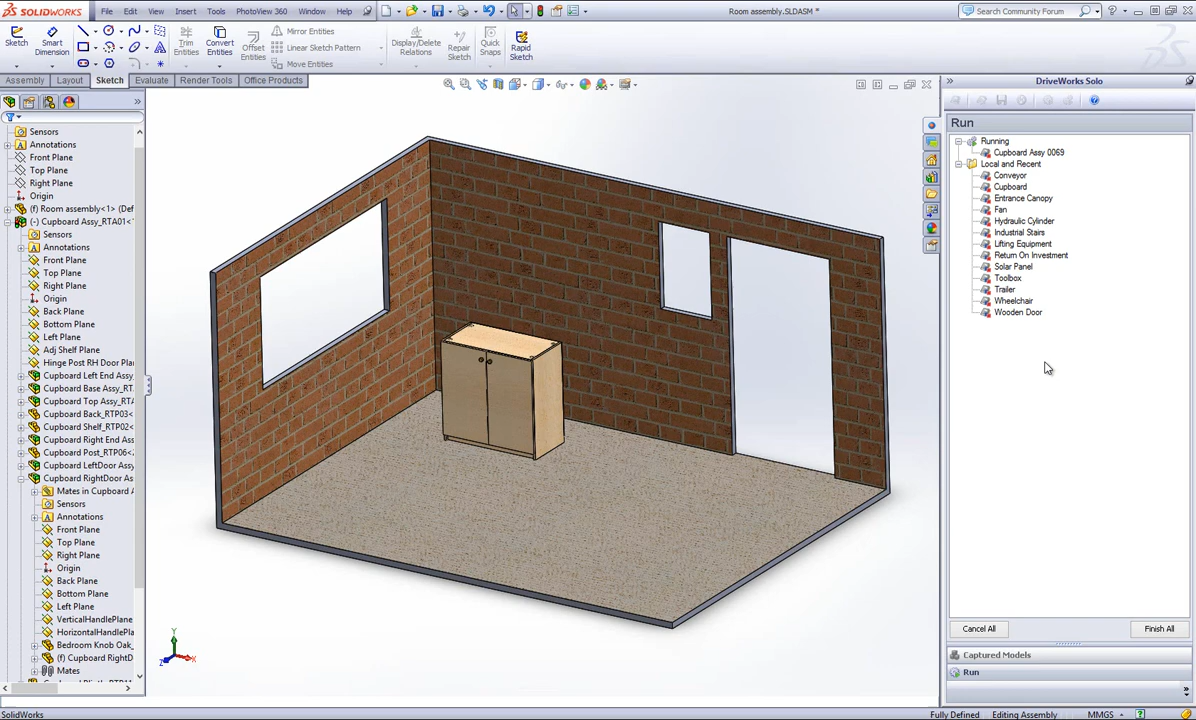 SOLIDWORKS
File
Edit
View
Insert
Tools
PhotoView 360
Window
Help
Room assembly.SLDASM *
Search Community Forum
Sketch
Smart Dimension
Trim Entities
Convert Entities
Offset Entities
Mirror Entities
Linear Sketch Pattern
Move Entities
Display/Delete Relations
Repair Sketch
Quick Snaps
Rapid Sketch
Assembly
Layout
Sketch
Evaluate
Render Tools
Office Products
Sensors
Annotations
Front Plane
Top Plane
Right Plane
Origin
(f) Room assembly<1> (Def
(-) Cupboard Assy_RTA01<
Sensors
Annotations
Front Plane
Top Plane
Right Plane
Origin
Back Plane
Bottom Plane
Left Plane
Adj Shelf Plane
Hinge Post RH Door Plan
Cupboard Left End Assy
Cupboard Base Assy_RT
Cupboard Top Assy_RTA
Cupboard Back_RTP03<
Cupboard Shelf_RTP02<
Cupboard Right End Ass
Cupboard Post_RTP06<2
Cupboard LeftDoor Assy
Cupboard RightDoor Ass
Mates in Cupboard A
Sensors
Annotations
Front Plane
Top Plane
Right Plane
Origin
Back Plane
Bottom Plane
Left Plane
VerticalHandlePlane
HorizontalHandlePla
Bedroom Knob Oak_
(f) Cupboard RightD
Mates
Y
X
Z
DriveWorks Solo
Run
Running
Cupboard Assy 0069
Local and Recent
Conveyor
Cupboard
Entrance Canopy
Fan
Hydraulic Cylinder
Industrial Stairs
Lifting Equipment
Return On Investment
Solar Panel
Toolbox
Trailer
Wheelchair
Wooden Door
Cancel All
Finish All
Captured Models
Run
SolidWorks
Fully Defined
Editing Assembly
MMGS